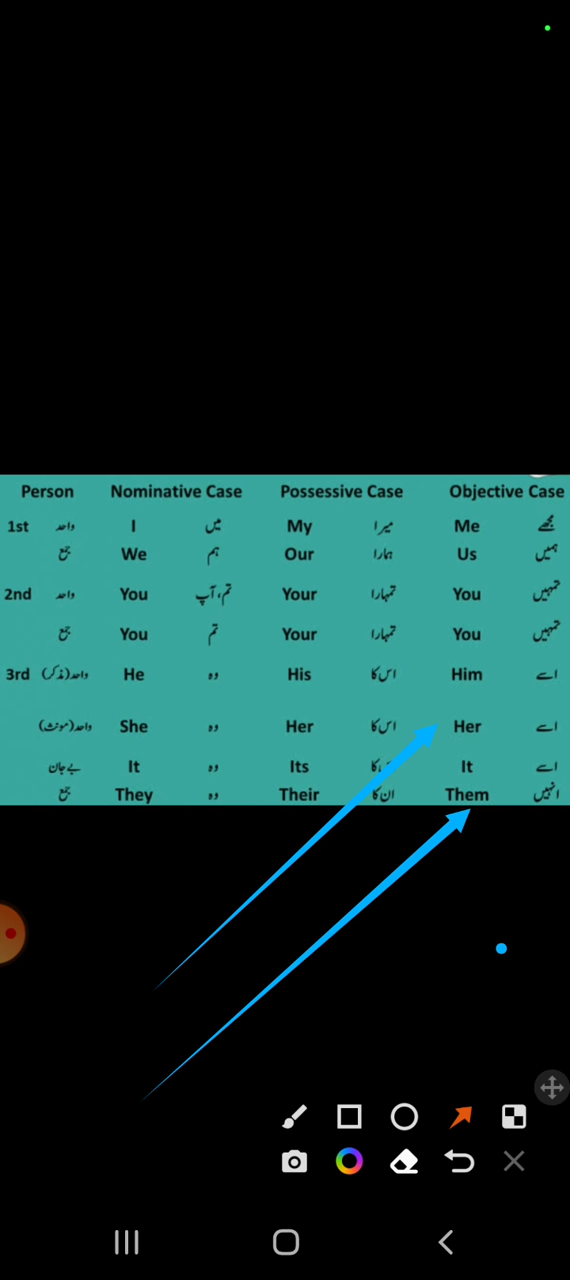 Person Nominative Case Possessive Case Objective Case
1st واحد I میں My میرا Me مجھے
جمع We ہم Our ہمارا Us ہمیں
2nd واحد You تم، آپ Your تمہارا You تمہیں
جمع You تم Your تمہارا You تمہیں
3rd واحد(مذکر) He وہ His اس کا Him اسے
واحد(مونث) She وہ Her اس کا Her اسے
بے جان It وہ Its کا It اسے
جمع They وہ Their ان کا Them انہیں